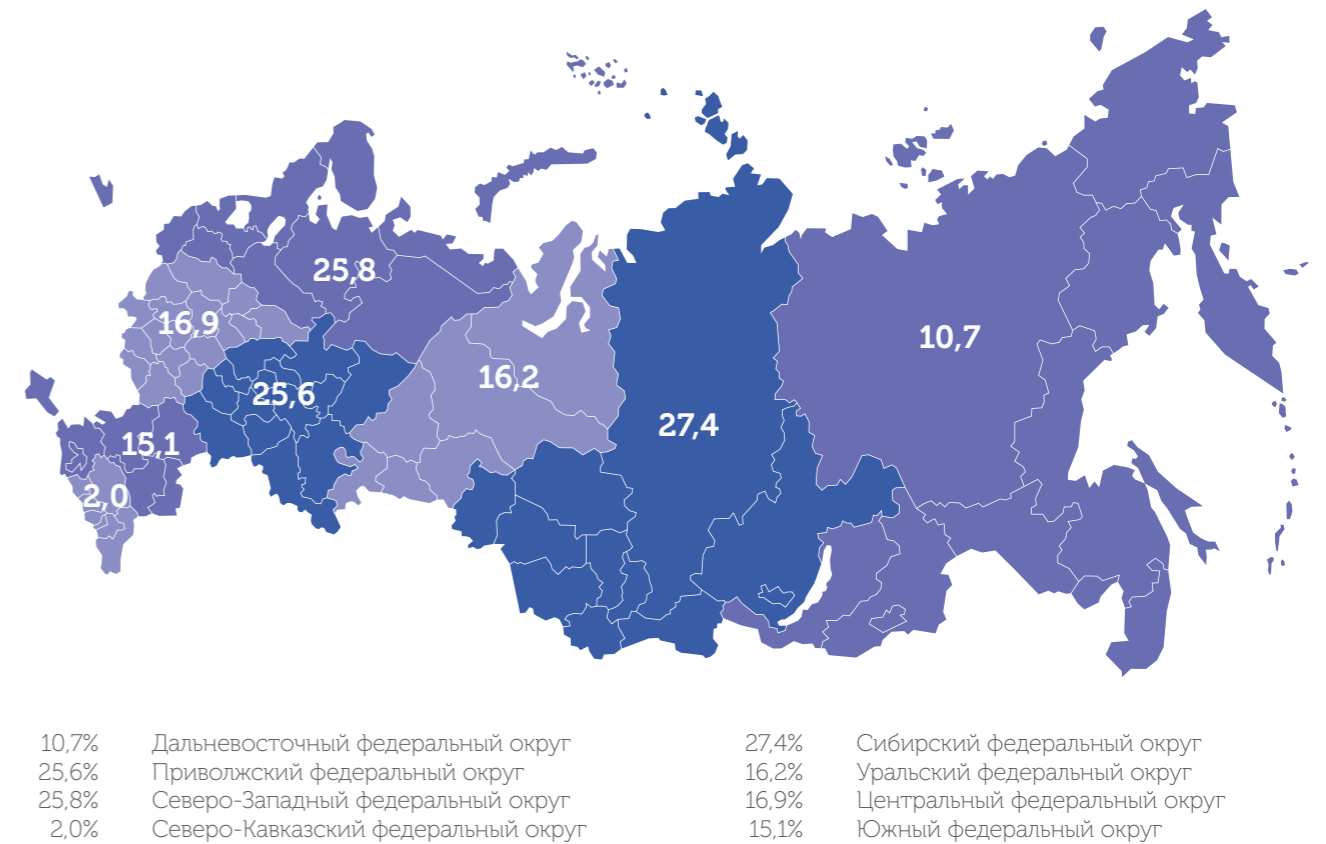 25,8
16,9
10,7
16,2
25,6
27,4
15,1
2,0
10,7% Дальневосточный федеральный округ
25,6% Приволжский федеральный округ
25,8% Северо-Западный федеральный округ
2,0% Северо-Кавказский федеральный округ
27,4% Сибирский федеральный округ
16,2% Уральский федеральный округ
16,9% Центральный федеральный округ
15,1% Южный федеральный округ